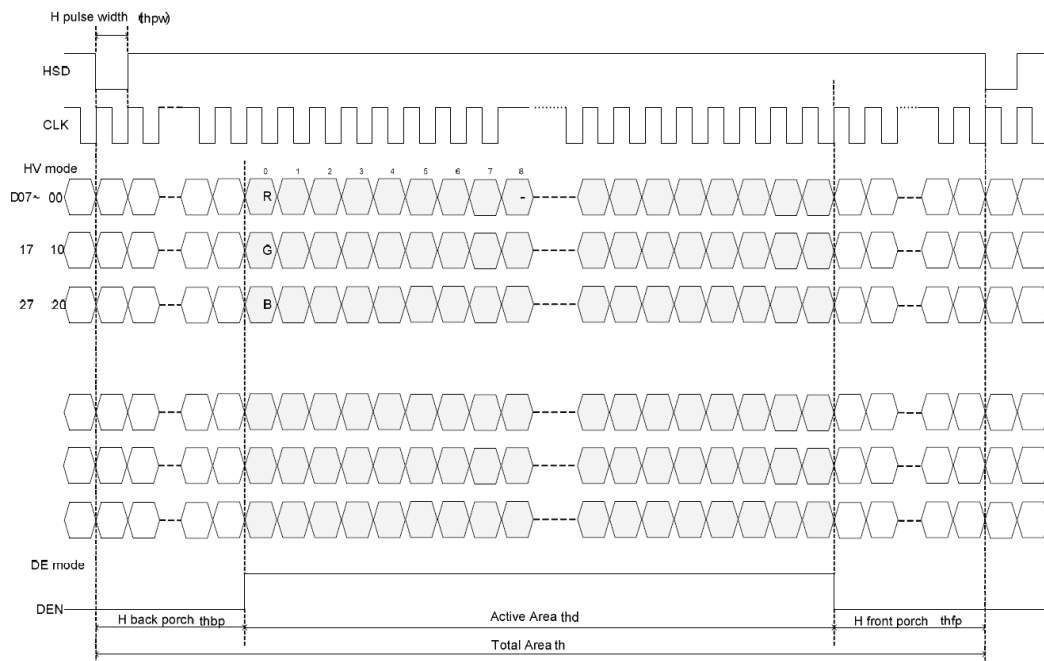 H pulse width (thpw)
HSD
CLK
HV mode
0 1 2 3 4 5 6 7 8
D07~ 00 R -
17 10 G
27 20 B
DE mode
DEN
H back porch thbp Active Area thd H front porch thfp
Total Area th